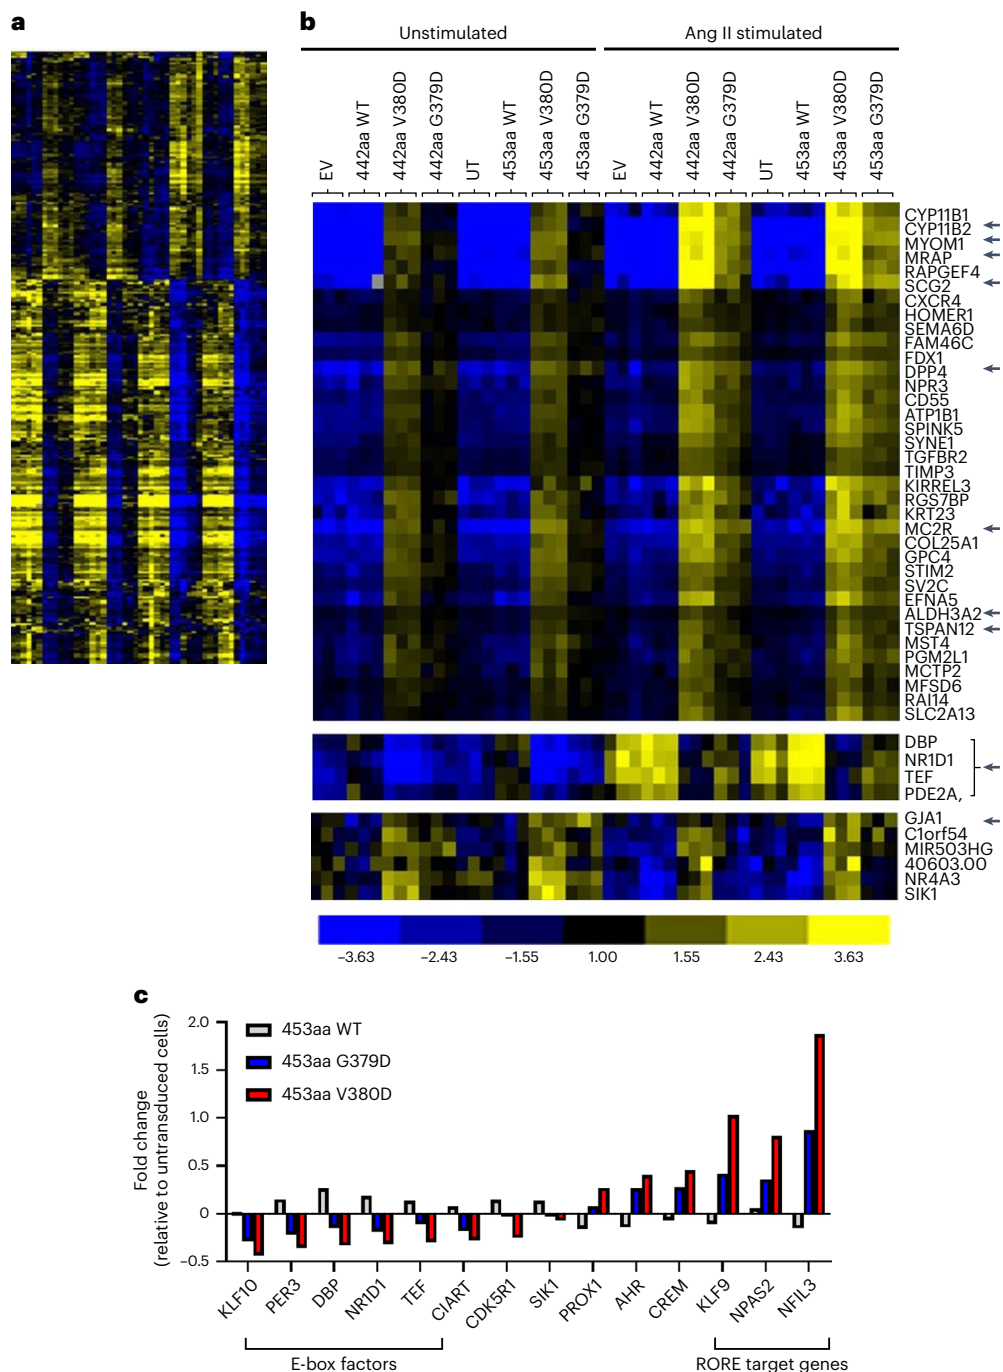 a
b
Unstimulated
Ang II stimulated
EV
442aa WT
442aa V380D
442aa G379D
UT
453aa WT
453aa V380D
453aa G379D
EV
442aa WT
442aa V380D
442aa G379D
UT
453aa WT
453aa V380D
453aa G379D
CYP11B1
CYP11B2
MYOM1
MRAP
RAPGEF4
SCG2
CXCR4
HOMER1
SEMA6D
FAM46C
FDX1
DPP4
NPR3
CD55
ATP1B1
SPINK5
SYNE1
TGFBR2
TIMP3
KIRREL3
RGS7BP
KRT23
MC2R
COL25A1
GPC4
STIM2
SV2C
EFNA5
ALDH3A2
TSPAN12
MST4
PGM2L1
MCTP2
MFSD6
RAI14
SLC2A13
DBP
NR1D1
TEF
PDE2A,
GJA1
C1orf54
MIR503HG
40603.00
NR4A3
SIK1
−3.63 −2.43 −1.55 1.00 1.55 2.43 3.63
c
Fold change
(relative to untransduced cells)
2.0
1.5
1.0
0.5
0
−0.5
453aa WT
453aa G379D
453aa V380D
KLF10
PER3
DBP
NR1D1
TEF
CIART
CDK5R1
SIK1
PROX1
AHR
CREM
KLF9
NPAS2
NFIL3
E-box factors
RORE target genes